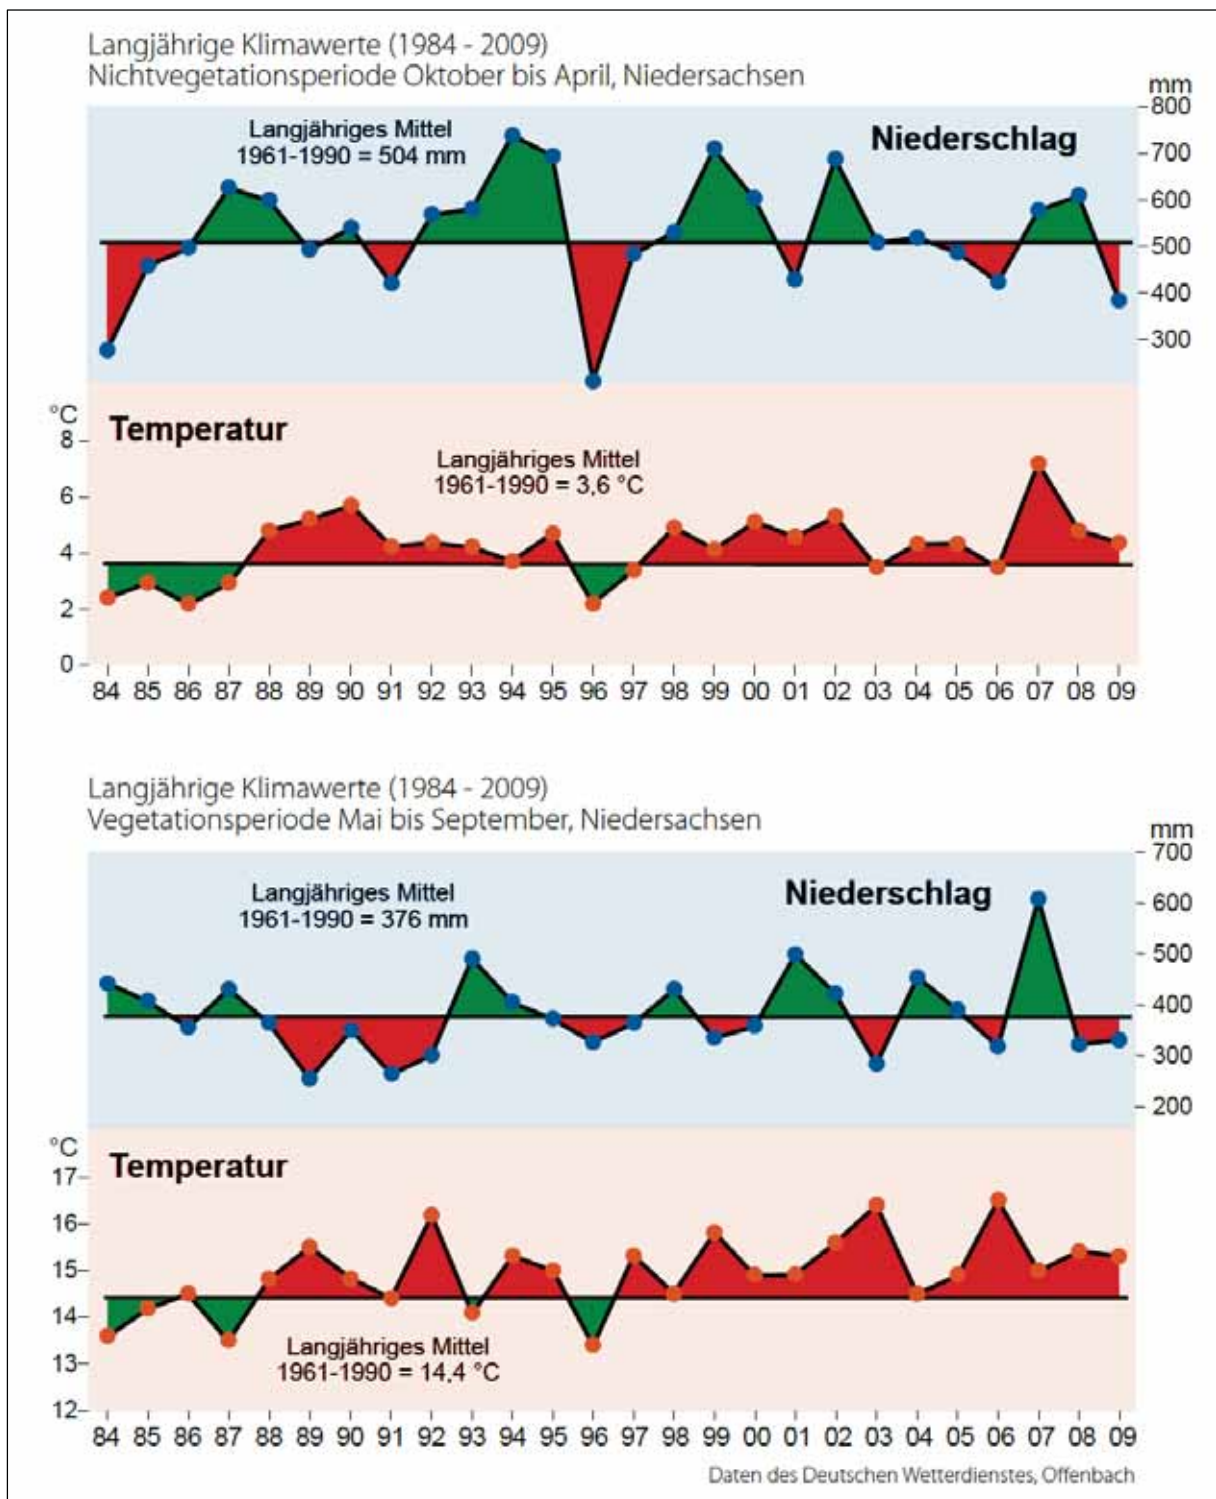 Langjährige Klimawerte (1984 - 2009)
Nichtvegetationsperiode Oktober bis April, Niedersachsen
mm
Langjähriges Mittel
1961-1990 = 504 mm
Niederschlag
800
700
600
500
400
300
°C
Temperatur
Langjähriges Mittel
1961-1990 = 3,6 °C
8
6
4
2
0
84 85 86 87 88 89 90 91 92 93 94 95 96 97 98 99 00 01 02 03 04 05 06 07 08 09
Langjährige Klimawerte (1984 - 2009)
Vegetationsperiode Mai bis September, Niedersachsen
mm
Langjähriges Mittel
1961-1990 = 376 mm
Niederschlag
700
600
500
400
300
200
°C
Temperatur
17
16
15
14
13
12
Langjähriges Mittel
1961-1990 = 14,4 °C
84 85 86 87 88 89 90 91 92 93 94 95 96 97 98 99 00 01 02 03 04 05 06 07 08 09
Daten des Deutschen Wetterdienstes, Offenbach